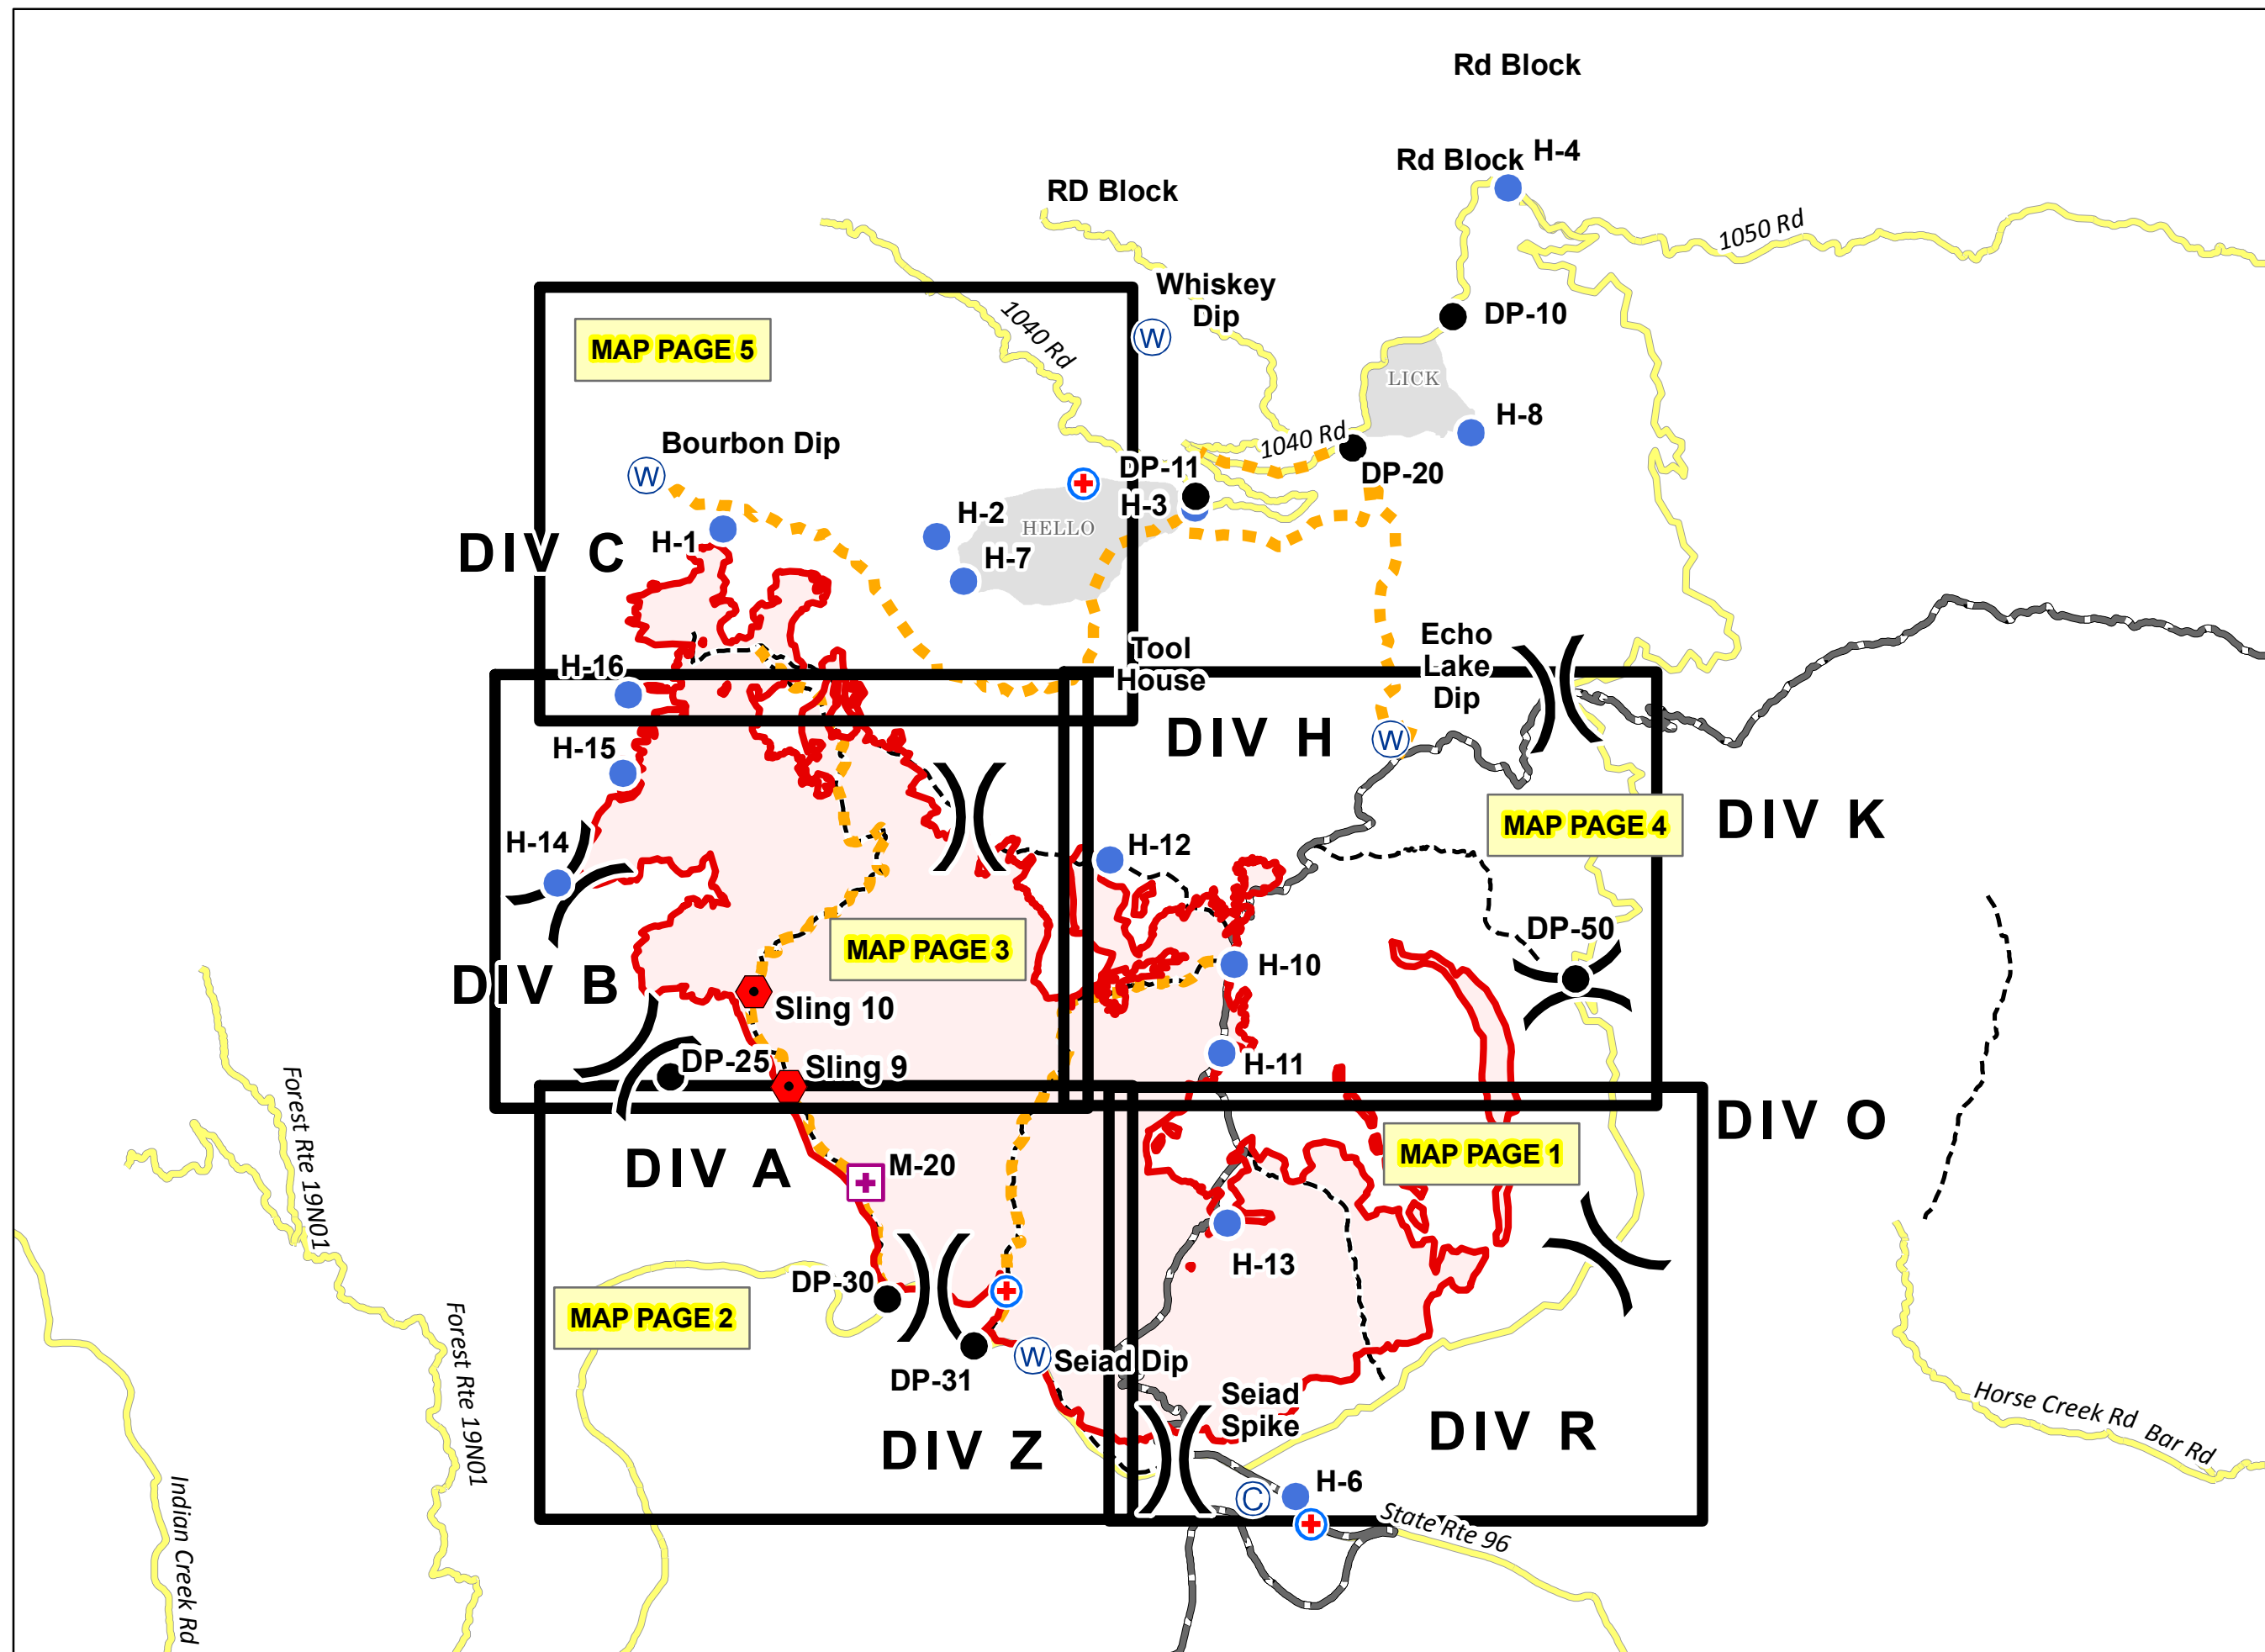 Rd Block
Rd Block
H-4
RD Block
1050 Rd
Whiskey
Dip
W
DP-10
1040 Rd
MAP PAGE 5
LICK
H-8
Bourbon Dip
W
1040 Rd
DP-11
DP-20
H-3
H-2
HELLO
DIV C
H-1
H-7
Tool
House
Echo
Lake
Dip
H-16
DIV H
W
H-15
MAP PAGE 4
DIV K
H-14
H-12
DP-50
MAP PAGE 3
H-10
DIV B
Sling 10
DP-25
Sling 9
H-11
DIV O
Forest Rte 19N01
DIV A
M-20
MAP PAGE 1
H-13
DP-30
MAP PAGE 2
Forest Rte 19N01
DP-31
W
Seiad Dip
Seiad
Spike
DIV R
Horse Creek Rd
Bar Rd
DIV Z
C
H-6
State Rte 96
Indian Creek Rd